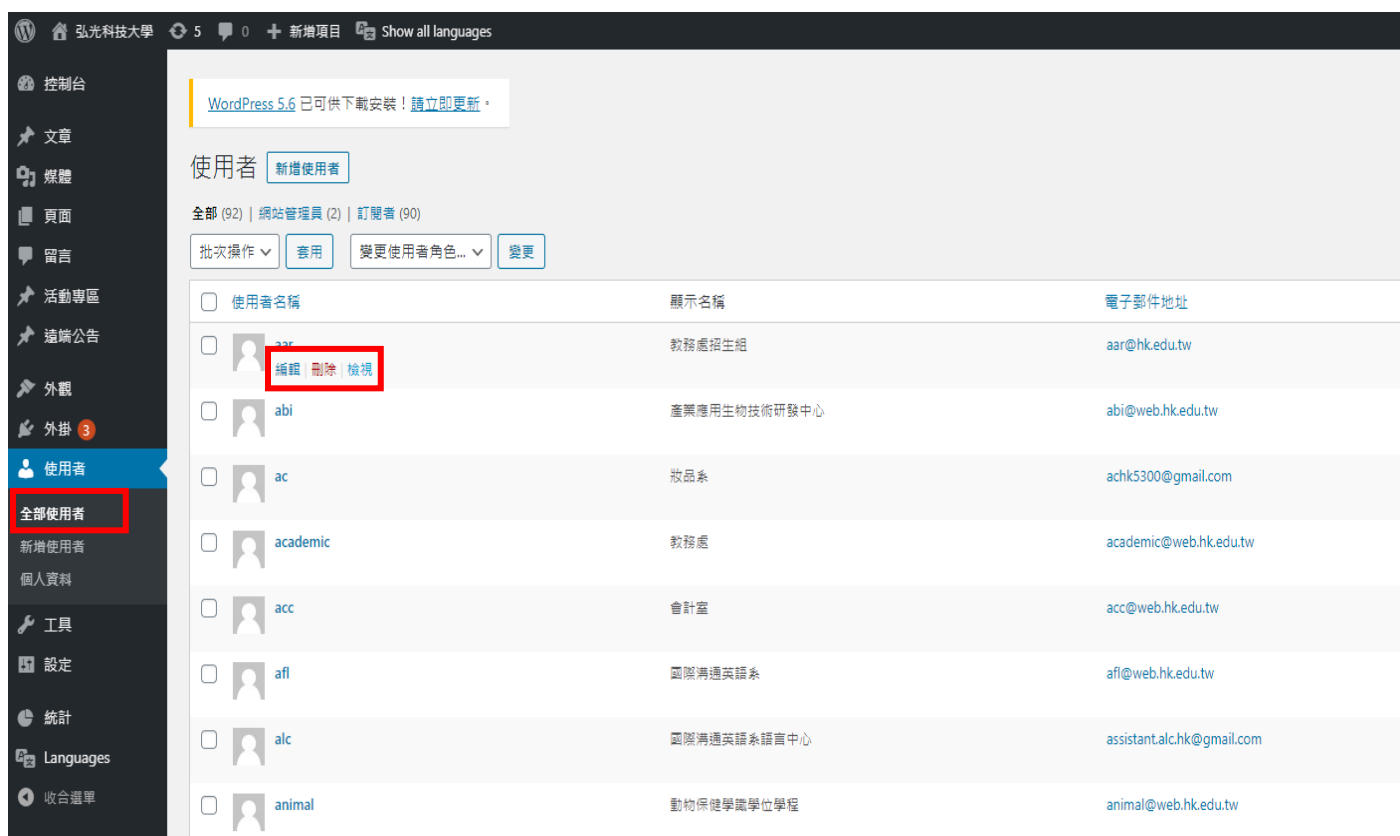 弘光科技大學 5 0 新增項目 Show all languages
控制台
文章
媒體
頁面
留言
活動專區
遠端公告
外觀
外掛 3
使用者
全部使用者
新增使用者
個人資料
工具
設定
統計
Languages
收合選單
WordPress 5.6 已可供下載安裝！請立即更新。
使用者 新增使用者
全部 (92) | 網站管理員 (2) | 訂閱者 (90)
批次操作 套用 變更使用者角色... 變更
使用者名稱 顯示名稱 電子郵件地址
aar 教務處招生組 aar@hk.edu.tw
編輯 | 刪除 | 檢視
abi 產業應用生物技術研發中心 abi@web.hk.edu.tw
ac 妝品系 achk5300@gmail.com
academic 教務處 academic@web.hk.edu.tw
acc 會計室 acc@web.hk.edu.tw
afl 國際溝通英語系 afl@web.hk.edu.tw
alc 國際溝通英語系語言中心 assistant.alc.hk@gmail.com
animal 動物保健學識學位學程 animal@web.hk.edu.tw